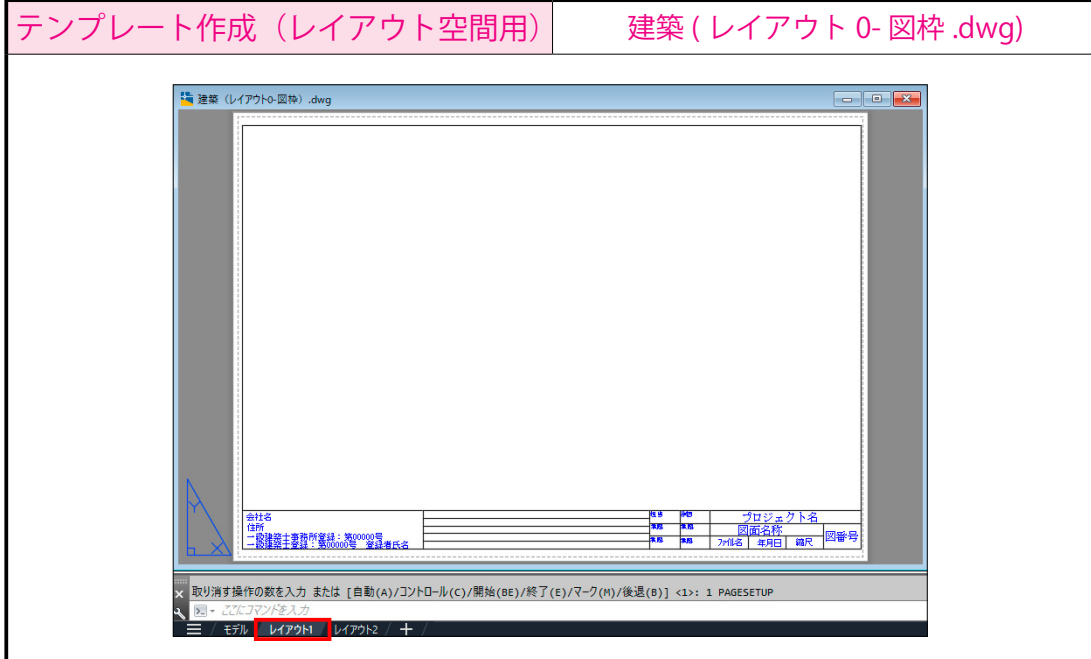 テンプレート作成（レイアウト空間用）
建築 ( レイアウト 0- 図枠 .dwg)
建築（レイアウト0-図枠）.dwg
会社名
住所
一級建築士事務所登録：第00000号
一級建築士登録：第00000号 登録者氏名
プロジェクト名
図面名称
ファイル名 年月日 縮尺
図番号
取り消す操作の数を入力 または [自動(A)/コントロール(C)/開始(BE)/終了(E)/マーク(M)/後退(B)] <1>: 1 PAGESETUP
ここにコマンドを入力
モデル / レイアウト1 / レイアウト2 / + /